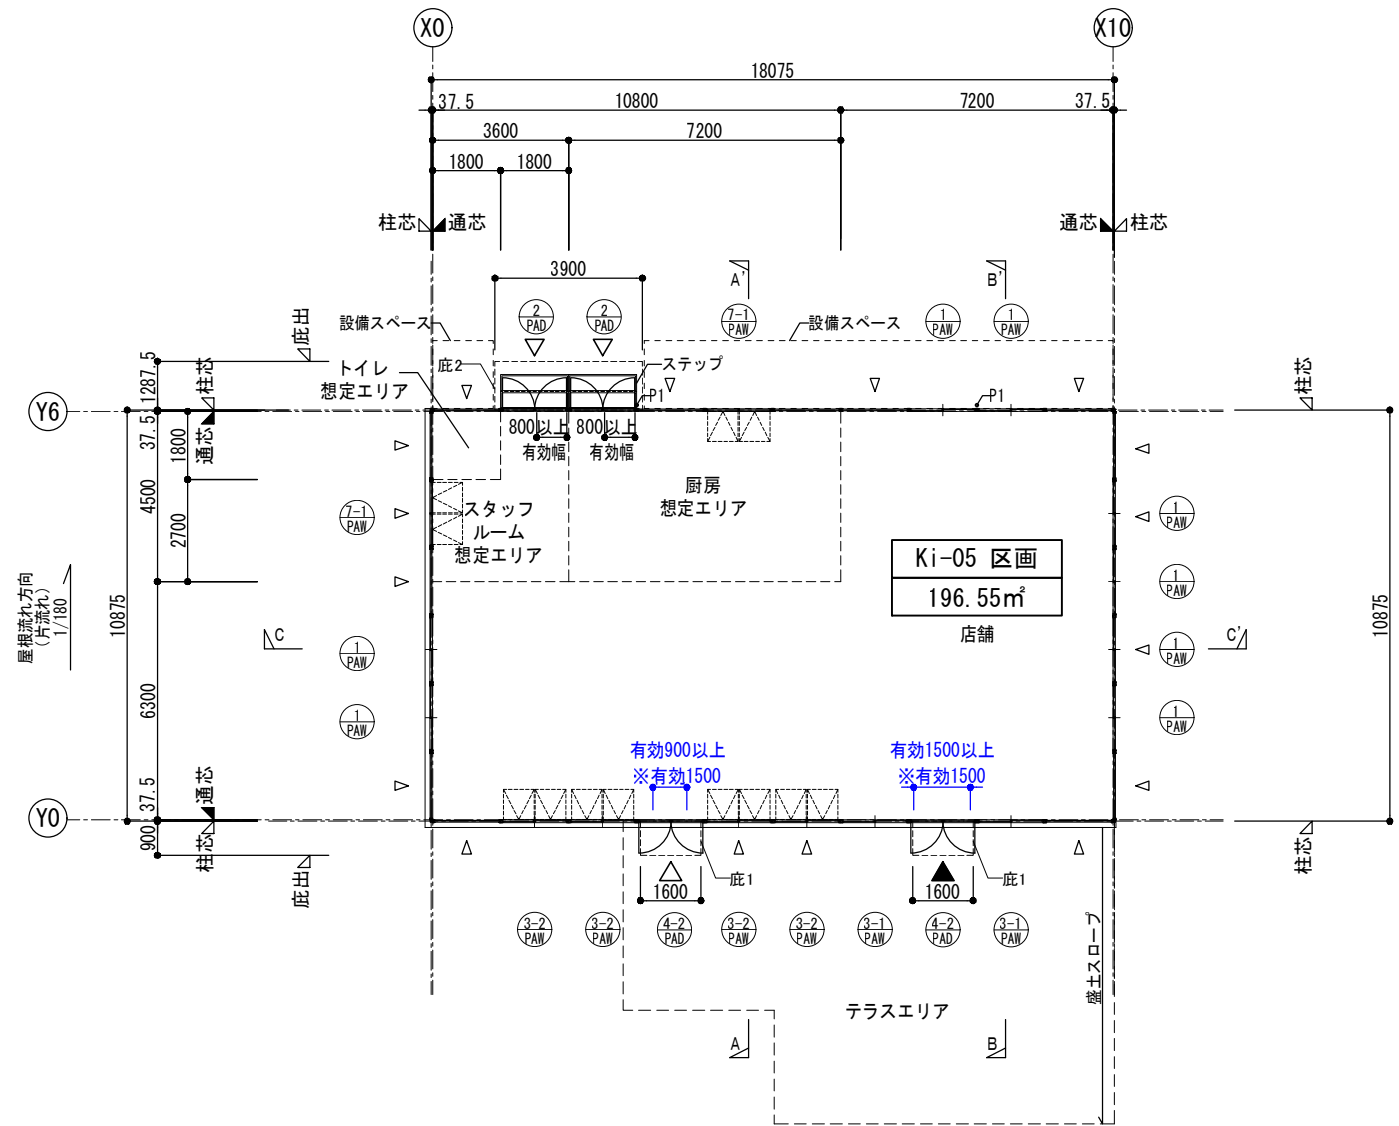 X0
X10
18075
37.5
10800
7200
37.5
3600
7200
1800
1800
柱芯
通芯
通芯
柱芯
3900
A'
B'
2
PAD
2
PAD
7-1
PAW
1
PAW
1
PAW
設備スペース
設備スペース
庇出
トイレ
想定エリア
庇2
ステップ
P1
P1
1287.5
柱芯
柱芯
Y6
37.5
通芯
1800
4500
2700
800以上
有効幅
800以上
有効幅
厨房
想定エリア
スタッフ
ルーム
想定エリア
7-1
PAW
1
PAW
Ki-05 区画
196.55㎡
店舗
1
PAW
屋根流れ方向
(片流れ)
1/180
10875
10875
C
C'
1
PAW
1
PAW
6300
1
PAW
1
PAW
有効900以上
※有効1500
有効1500以上
※有効1500
37.5
通芯
Y0
900
柱芯
柱芯
庇出
庇1
庇1
1600
1600
3-2
PAW
3-2
PAW
4-2
PAD
3-2
PAW
3-2
PAW
3-1
PAW
4-2
PAD
3-1
PAW
盛土スロープ
テラスエリア
A
B